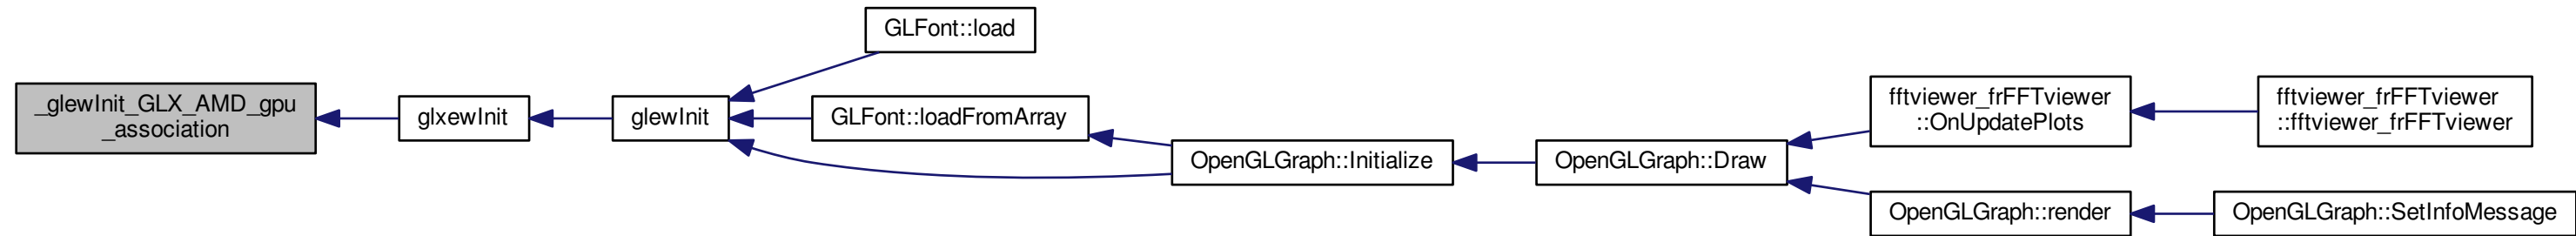 _glewInit_GLX_AMD_gpu
_association
glxewInit
glewInit
GLFont::load
GLFont::loadFromArray
OpenGLGraph::Initialize
OpenGLGraph::Draw
fftviewer_frFFTviewer
::OnUpdatePlots
OpenGLGraph::render
fftviewer_frFFTviewer
::fftviewer_frFFTviewer
OpenGLGraph::SetInfoMessage